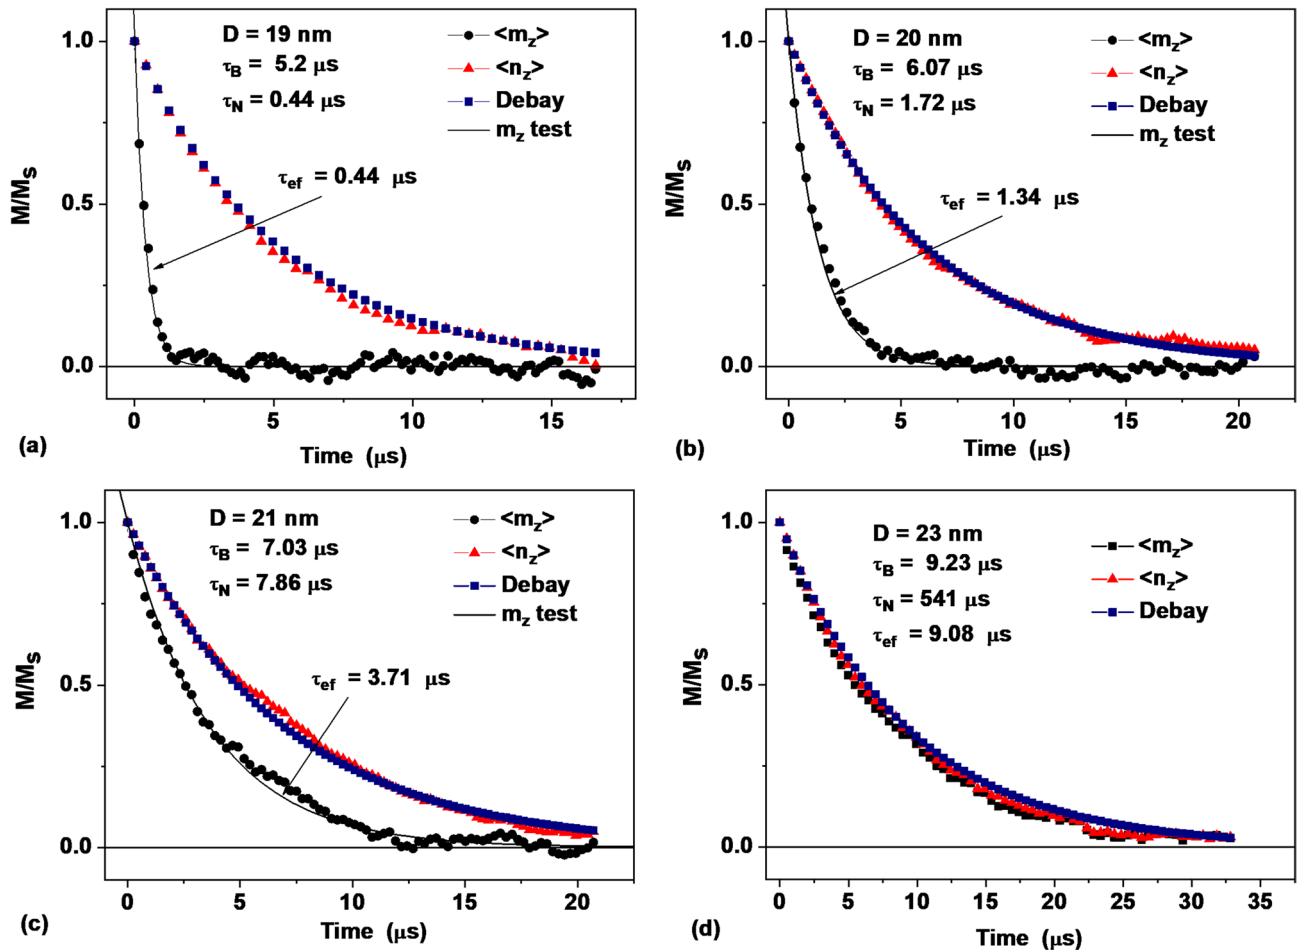 D = 19 nm
τB = 5.2 μs
τN = 0.44 μs
<mz>
<nz>
Debay
mz test
τef = 0.44 μs
M/MS
1.0
0.5
0.0
0 5 10 15
Time (μs)
(a)
D = 20 nm
τB = 6.07 μs
τN = 1.72 μs
<mz>
<nz>
Debay
mz test
τef = 1.34 μs
M/MS
1.0
0.5
0.0
0 5 10 15 20
Time (μs)
(b)
D = 21 nm
τB = 7.03 μs
τN = 7.86 μs
<mz>
<nz>
Debay
mz test
τef = 3.71 μs
M/MS
1.0
0.5
0.0
0 5 10 15 20
Time (μs)
(c)
D = 23 nm
τB = 9.23 μs
τN = 541 μs
τef = 9.08 μs
<mz>
<nz>
Debay
M/MS
1.0
0.5
0.0
0 5 10 15 20 25 30 35
Time (μs)
(d)